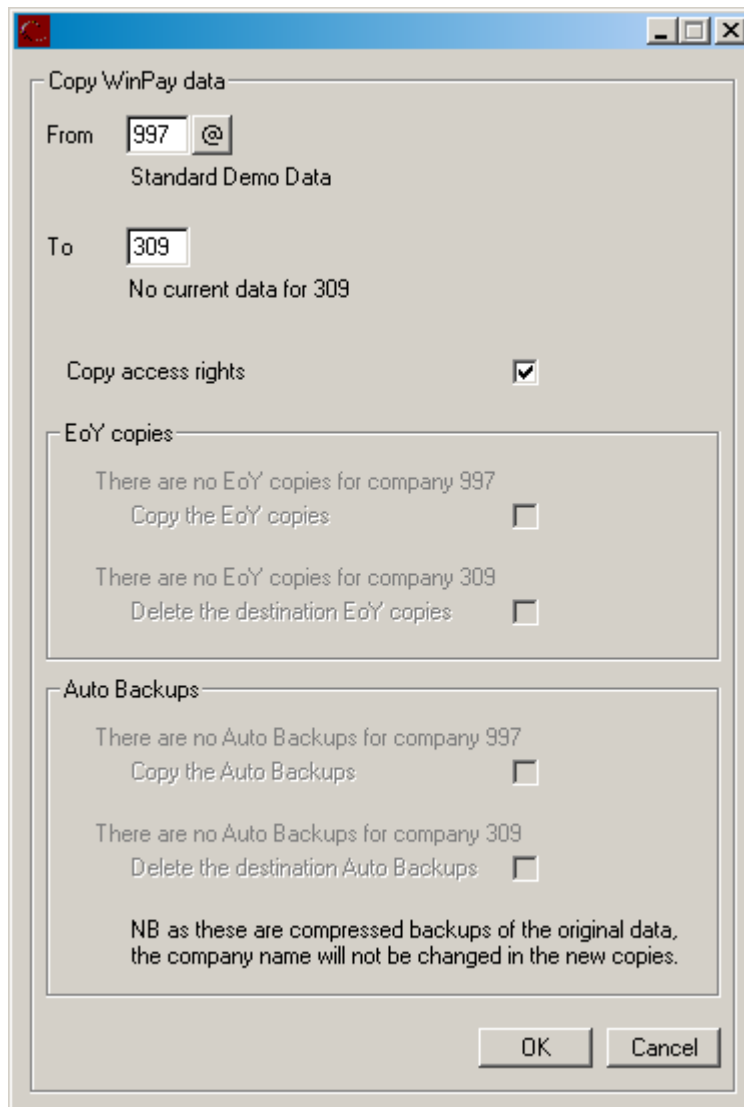 Copy WinPay data
From 997 @
Standard Demo Data
To 309
No current data for 309
Copy access rights
EoY copies
There are no EoY copies for company 997
Copy the EoY copies
There are no EoY copies for company 309
Delete the destination EoY copies
Auto Backups
There are no Auto Backups for company 997
Copy the Auto Backups
There are no Auto Backups for company 309
Delete the destination Auto Backups
NB as these are compressed backups of the original data,
the company name will not be changed in the new copies.
OK Cancel